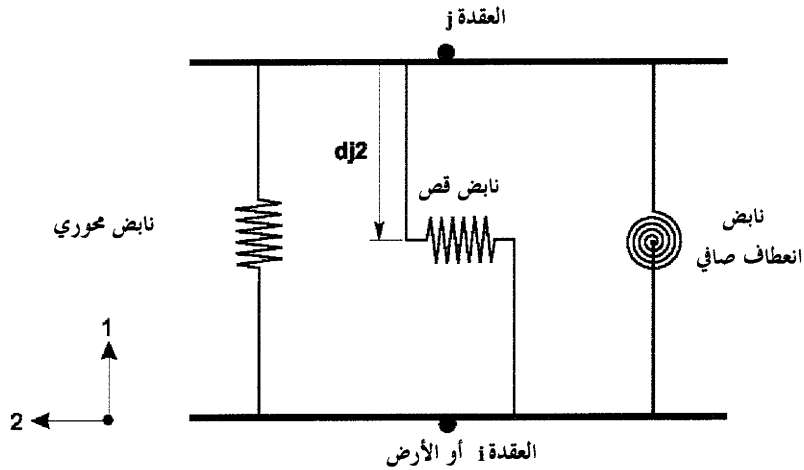 العقدة j
dj2
نابض قص
نابض محوري
نابض
انعطاف صافي
1
2
العقدة i أو الأرض